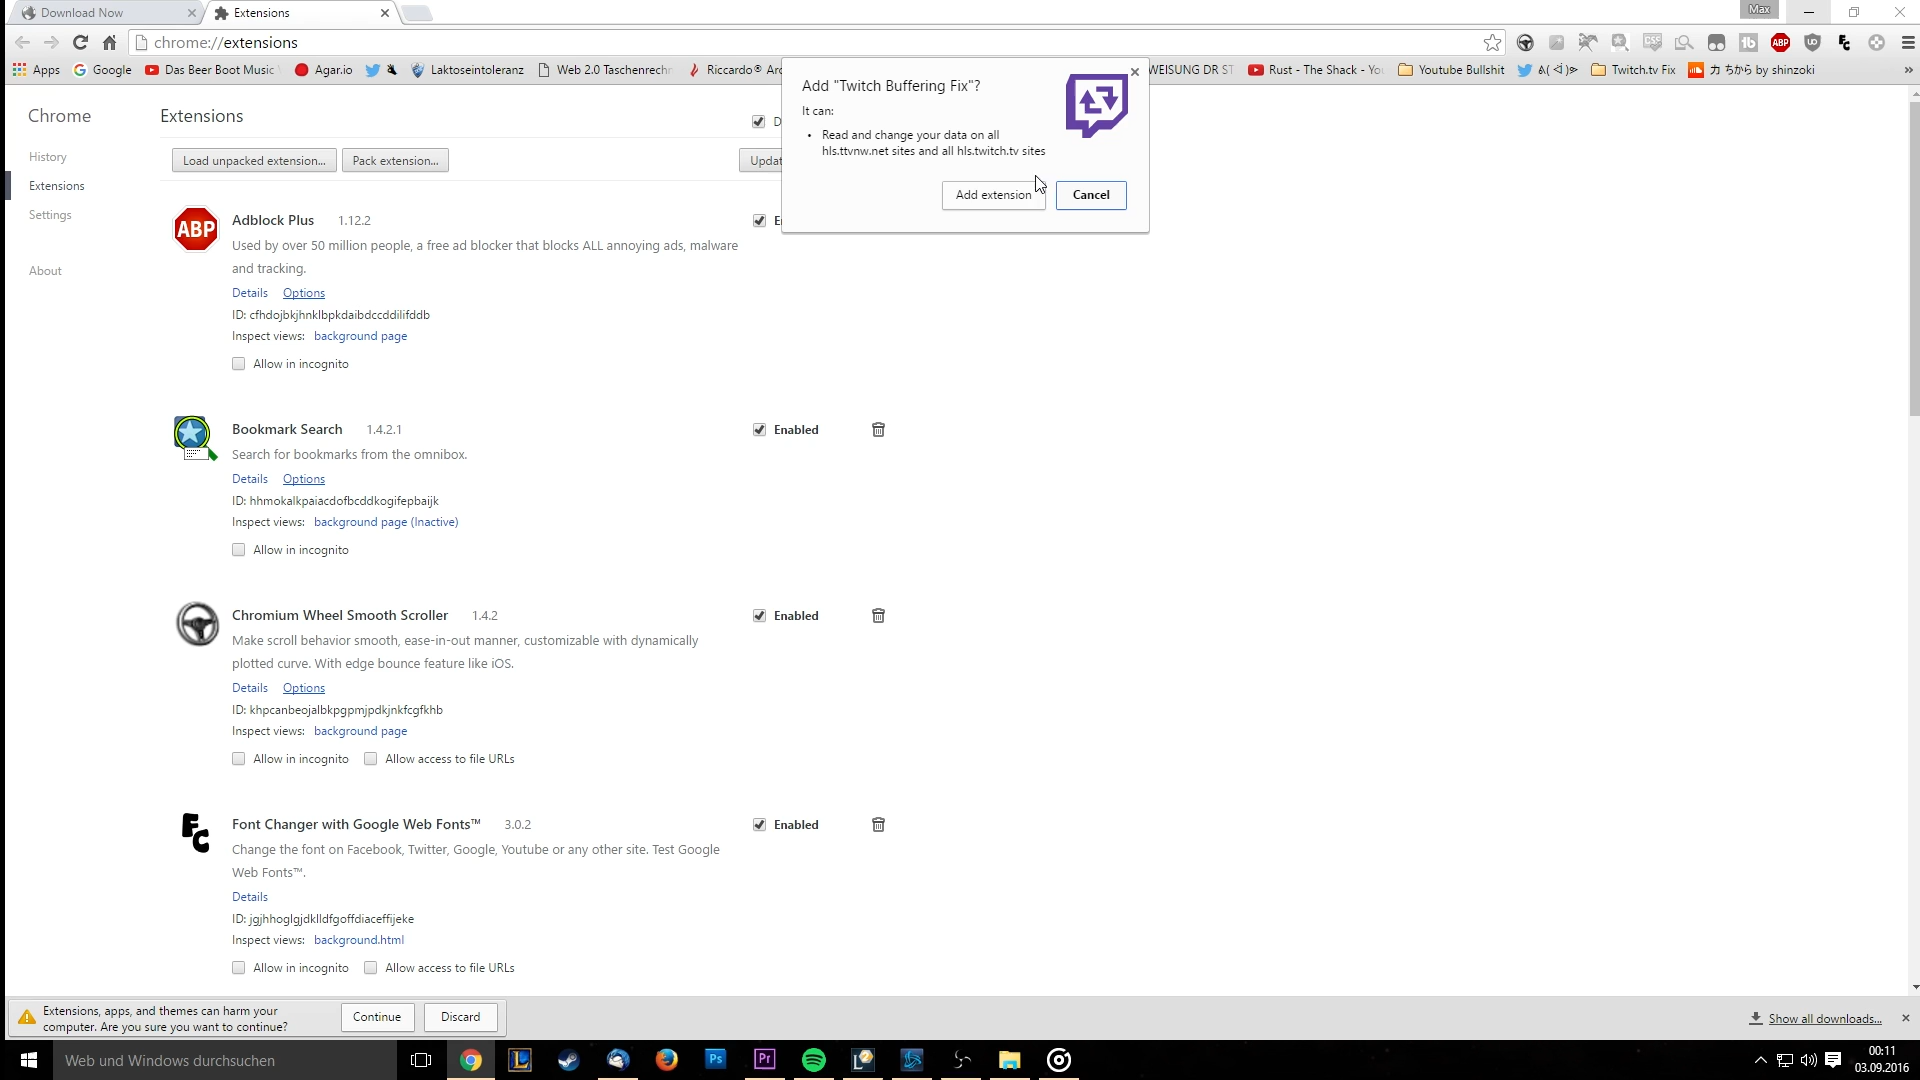 Download Now
Extensions
Max
chrome://extensions
Apps
Google
Das Beer Boot Music
Agar.io
Laktoseintoleranz
Web 2.0 Taschenrechn
Riccardo® Arc
WEISUNG DR ST
Rust - The Shack - Yo
Youtube Bullshit
Twitch.tv Fix
カ ちから by shinzoki
»
Chrome
History
Extensions
Settings
About
Extensions
Load unpacked extension...
Pack extension...
Updat
Add "Twitch Buffering Fix"?
It can:
• Read and change your data on all
hls.ttvnw.net sites and all hls.twitch.tv sites
Add extension
Cancel
ABP
Adblock Plus 1.12.2
Used by over 50 million people, a free ad blocker that blocks ALL annoying ads, malware
and tracking.
Details Options
ID: cfhdojbkjhnklbpkdaibdccddilifddb
Inspect views: background page
Allow in incognito
Bookmark Search 1.4.2.1
Enabled
Search for bookmarks from the omnibox.
Details Options
ID: hhmokalkpaiacdofbcddkogifepbaijk
Inspect views: background page (Inactive)
Allow in incognito
Chromium Wheel Smooth Scroller 1.4.2
Enabled
Make scroll behavior smooth, ease-in-out manner, customizable with dynamically
plotted curve. With edge bounce feature like iOS.
Details Options
ID: khpcanbeojalbkpgpmjpdkjnkfcgfkhb
Inspect views: background page
Allow in incognito Allow access to file URLs
FC
Font Changer with Google Web Fonts™ 3.0.2
Enabled
Change the font on Facebook, Twitter, Google, Youtube or any other site. Test Google
Web Fonts™.
Details
ID: jgjhhoglgjdklldfgoffdiaceffijeke
Inspect views: background.html
Allow in incognito Allow access to file URLs
Extensions, apps, and themes can harm your
computer. Are you sure you want to continue?
Continue
Discard
Show all downloads...
Web und Windows durchsuchen
Ps
Pr
00:11
03.09.2016